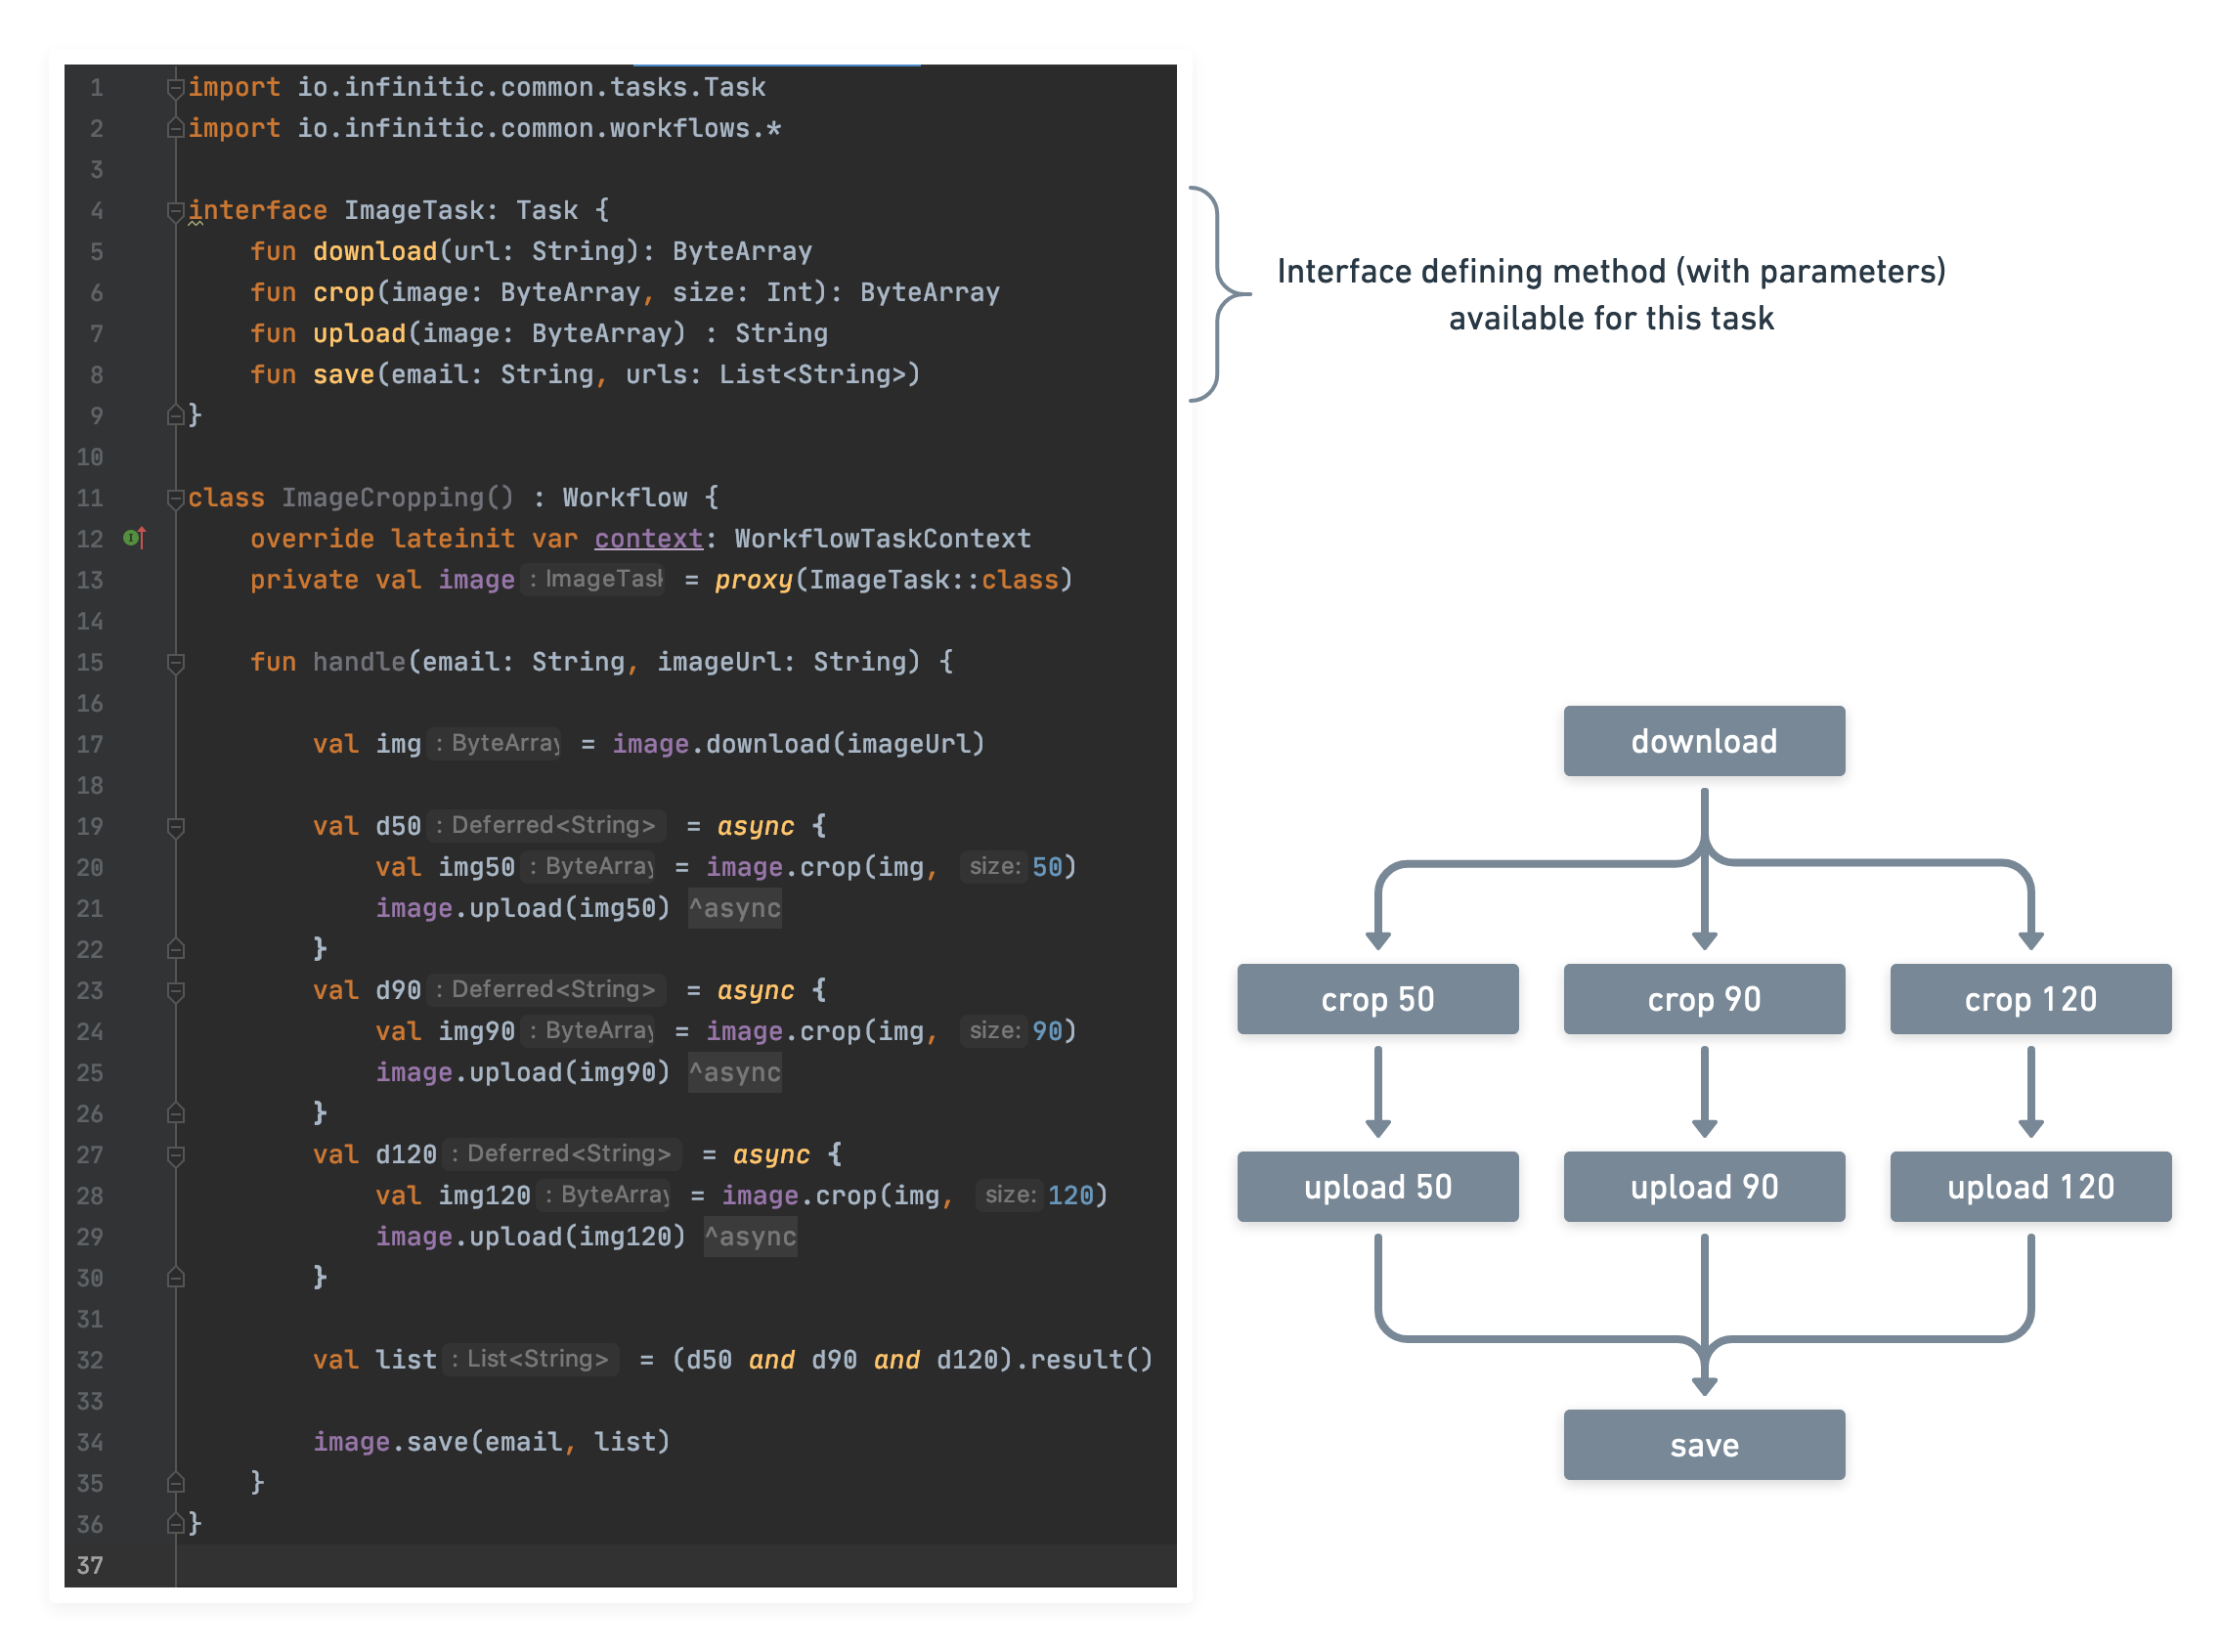 1 import io.infinitic.common.tasks.Task
2 import io.infinitic.common.workflows.*
3
4 interface ImageTask: Task {
5 fun download(url: String): ByteArray
6 fun crop(image: ByteArray, size: Int): ByteArray
7 fun upload(image: ByteArray) : String
8 fun save(email: String, urls: List<String>)
9 }
10
11 class ImageCropping() : Workflow {
12 override lateinit var context: WorkflowTaskContext
13 private val image : ImageTask = proxy(ImageTask::class)
14
15 fun handle(email: String, imageUrl: String) {
16
17 val img : ByteArray = image.download(imageUrl)
18
19 val d50 : Deferred<String> = async {
20 val img50 : ByteArray = image.crop(img, size: 50)
21 image.upload(img50) ^async
22 }
23 val d90 : Deferred<String> = async {
24 val img90 : ByteArray = image.crop(img, size: 90)
25 image.upload(img90) ^async
26 }
27 val d120 : Deferred<String> = async {
28 val img120 : ByteArray = image.crop(img, size: 120)
29 image.upload(img120) ^async
30 }
31
32 val list : List<String> = (d50 and d90 and d120).result()
33
34 image.save(email, list)
35 }
36 }
37
Interface defining method (with parameters)
available for this task
download
crop 50
crop 90
crop 120
upload 50
upload 90
upload 120
save